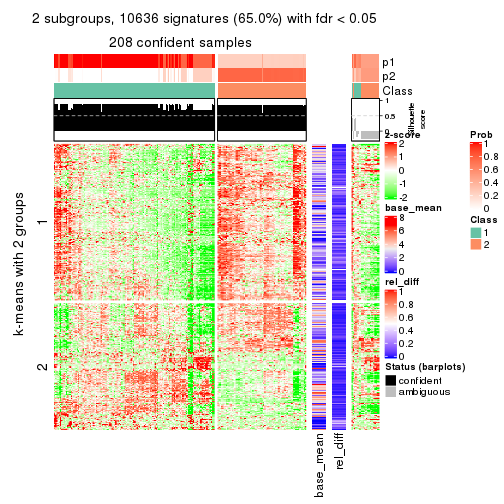 2 subgroups, 10636 signatures (65.0%) with fdr < 0.05
208 confident samples
p1
p2
Class
1
0.5
0
Silhouette
score
k-means with 2 groups
1
2
base_mean
rel_diff
z-score
2
1
0
-1
-2
base_mean
8
6
4
2
0
rel_diff
1
0.8
0.6
0.4
0.2
0
Status (barplots)
confident
ambiguous
Prob
1
0.8
0.6
0.4
0.2
0
Class
1
2